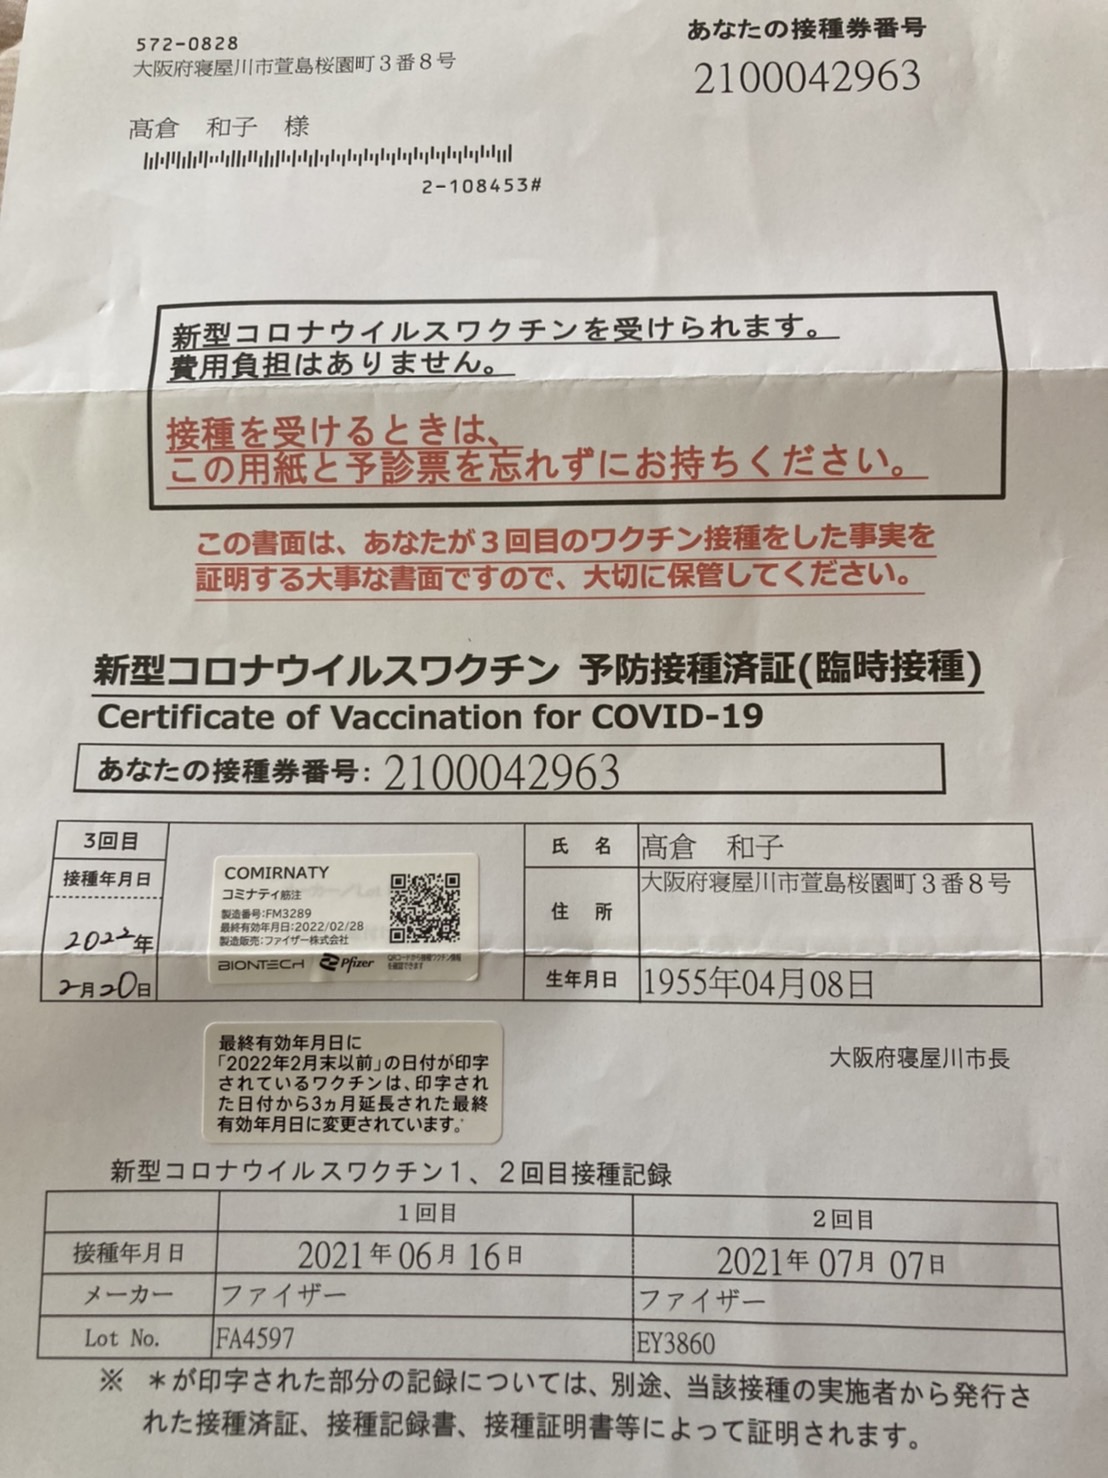 572-0828
大阪府寝屋川市萱島桜園町３番８号
髙倉　和子　様
2-108453#
あなたの接種券番号
2100042963
新型コロナウイルスワクチンを受けられます。
費用負担はありません。
接種を受けるときは、
この用紙と予診票を忘れずにお持ちください。
この書面は、あなたが３回目のワクチン接種をした事実を
証明する大事な書面ですので、大切に保管してください。
新型コロナウイルスワクチン 予防接種済証(臨時接種)
Certificate of Vaccination for COVID-19
あなたの接種券番号: 2100042963
3回目
接種年月日
2022年
2月20日
COMIRNATY
コミナティ筋注
製造番号:FM3289
最終有効年月日:2022/02/28
製造販売:ファイザー株式会社
BIONTECH Pfizer
QRコードから接種ワクチン情報
を確認できます
氏　名 髙倉　和子
住　所 大阪府寝屋川市萱島桜園町３番８号
生年月日 1955年04月08日
最終有効年月日に
「2022年2月末以前」の日付が印字
されているワクチンは、印字され
た日付から3ヵ月延長された最終
有効年月日に変更されています。
大阪府寝屋川市長
新型コロナウイルスワクチン１、２回目接種記録
１回目 ２回目
接種年月日 2021年06月16日 2021年07月07日
メーカー ファイザー ファイザー
Lot No. FA4597 EY3860
※　＊が印字された部分の記録については、別途、当該接種の実施者から発行さ
れた接種済証、接種記録書、接種証明書等によって証明されます。